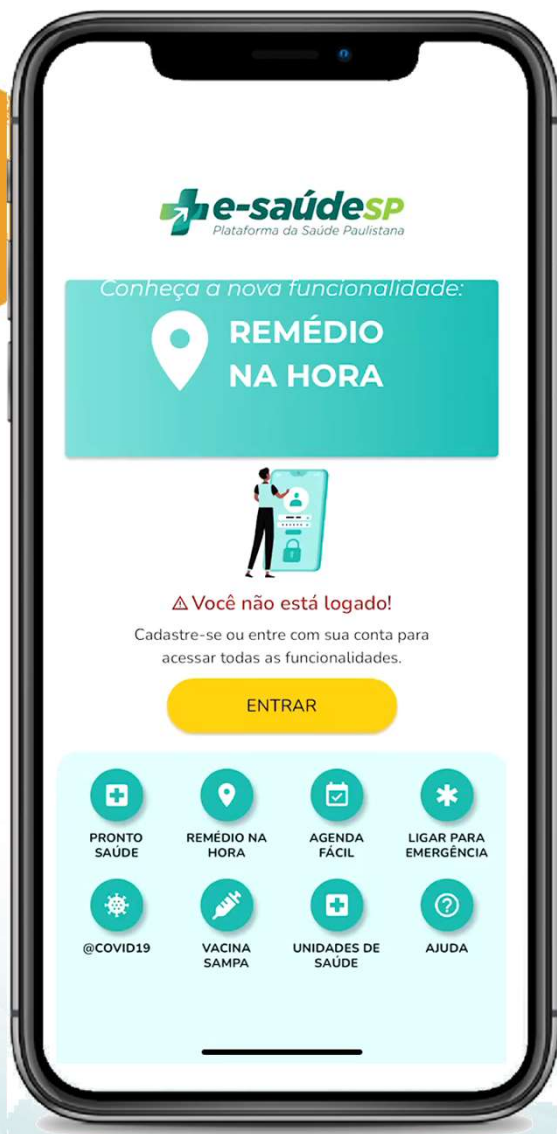 e-saúdesp
Plataforma da Saúde Paulistana
Conheça a nova funcionalidade:
REMÉDIO
NA HORA
Você não está logado!
Cadastre-se ou entre com sua conta para
acessar todas as funcionalidades.
ENTRAR
PRONTO
SAÚDE
REMÉDIO NA
HORA
AGENDA
FÁCIL
LIGAR PARA
EMERGÊNCIA
@COVID19
VACINA
SAMPA
UNIDADES DE
SAÚDE
AJUDA